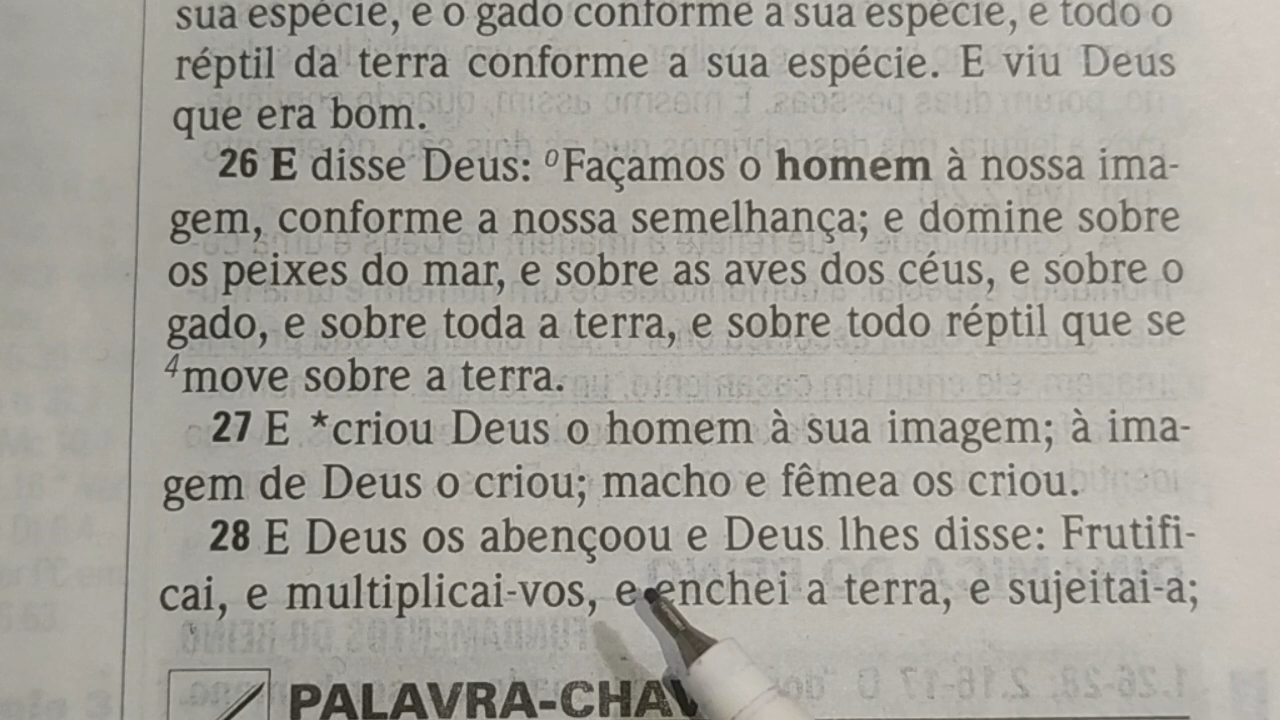 sua espécie, e o gado conforme a sua espécie, e todo o
réptil da terra conforme a sua espécie. E viu Deus
que era bom.
26 E disse Deus: ⁰Façamos o homem à nossa ima-
gem, conforme a nossa semelhança; e domine sobre
os peixes do mar, e sobre as aves dos céus, e sobre o
gado, e sobre toda a terra, e sobre todo réptil que se
⁴move sobre a terra.
27 E *criou Deus o homem à sua imagem; à ima-
gem de Deus o criou; macho e fêmea os criou.
28 E Deus os abençoou e Deus lhes disse: Frutifi-
cai, e multiplicai-vos, e enchei a terra, e sujeitai-a;
PALAVRA-CHAV